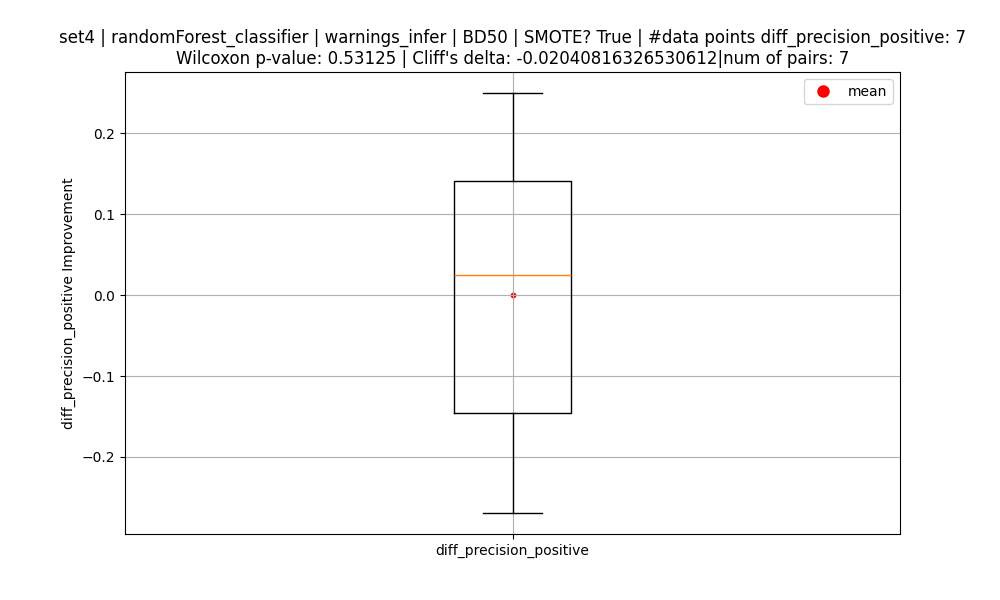 set4 | randomForest_classifier | warnings_infer | BD50 | SMOTE? True | #data points diff_precision_positive: 7
Wilcoxon p-value: 0.53125 | Cliff's delta: -0.02040816326530612|num of pairs: 7
mean
0.2
0.1
0.0
−0.1
−0.2
diff_precision_positive Improvement
diff_precision_positive